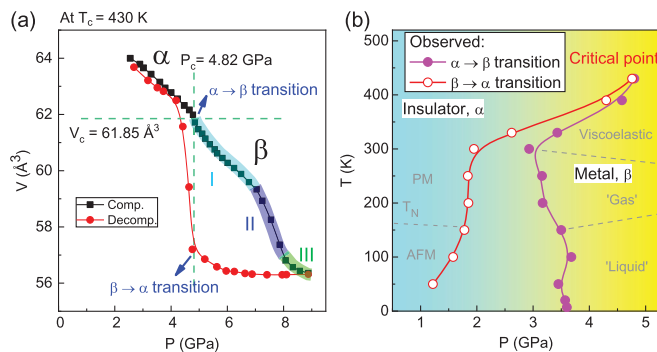 (a)
At T_c = 430 K
P_c = 4.82 GPa
α
α → β transition
V_c = 61.85 Å³
β
I
II
III
Comp.
Decomp.
β → α transition
V (Å³)
64
62
60
58
56
0 2 4 6 8
P (GPa)
(b)
Observed:
α → β transition
β → α transition
Critical point
Insulator, α
Viscoelastic
Metal, β
PM
'Gas'
T_N
AFM
'Liquid'
T (K)
500
400
300
200
100
0
1 2 3 4 5
P (GPa)